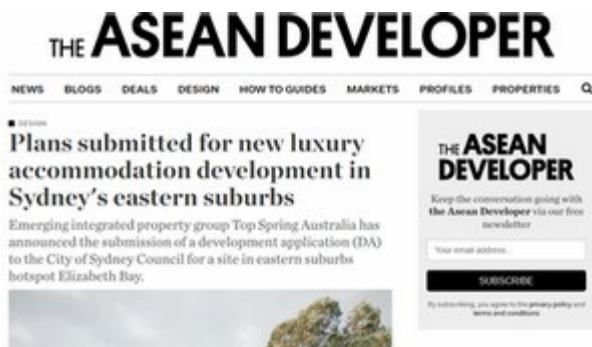 THE ASEAN DEVELOPER
NEWS BLOGS DEALS DESIGN HOW TO GUIDES MARKETS PROFILES PROPERTIES
DESIGN
Plans submitted for new luxury
accommodation development in
Sydney's eastern suburbs
Emerging integrated property group Top Spring Australia has
announced the submission of a development application (DA)
to the City of Sydney Council for a site in eastern suburbs
hotspot Elizabeth Bay.
THE ASEAN
DEVELOPER
Keep the conversation going with
the Asean Developer via our free
newsletter
Your email address...
SUBSCRIBE
By subscribing, you agree to the privacy policy and
terms and conditions